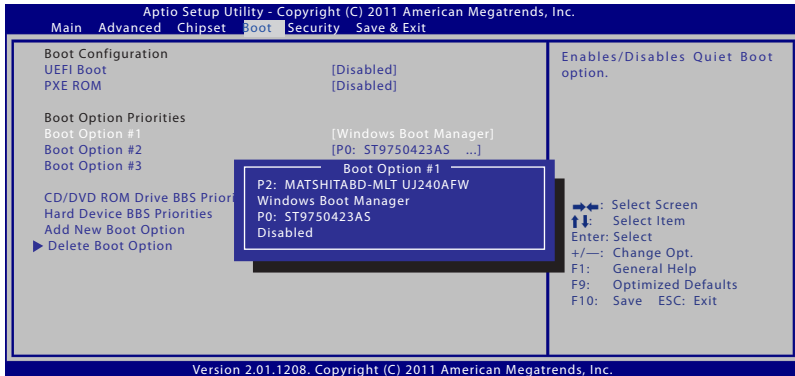 Aptio Setup Utility - Copyright (C) 2011 American Megatrends, Inc.
Main Advanced Chipset Boot Security Save & Exit
Boot Configuration
UEFI Boot [Disabled]
PXE ROM [Disabled]
Boot Option Priorities
Boot Option #1 [Windows Boot Manager]
Boot Option #2 [P0: ST9750423AS ...]
Boot Option #3
CD/DVD ROM Drive BBS Priori
Hard Device BBS Priorities
Add New Boot Option
Delete Boot Option
Boot Option #1
P2: MATSHITABD-MLT UJ240AFW
Windows Boot Manager
P0: ST9750423AS
Disabled
Enables/Disables Quiet Boot
option.
: Select Screen
: Select Item
Enter: Select
+/—: Change Opt.
F1: General Help
F9: Optimized Defaults
F10: Save ESC: Exit
Version 2.01.1208. Copyright (C) 2011 American Megatrends, Inc.